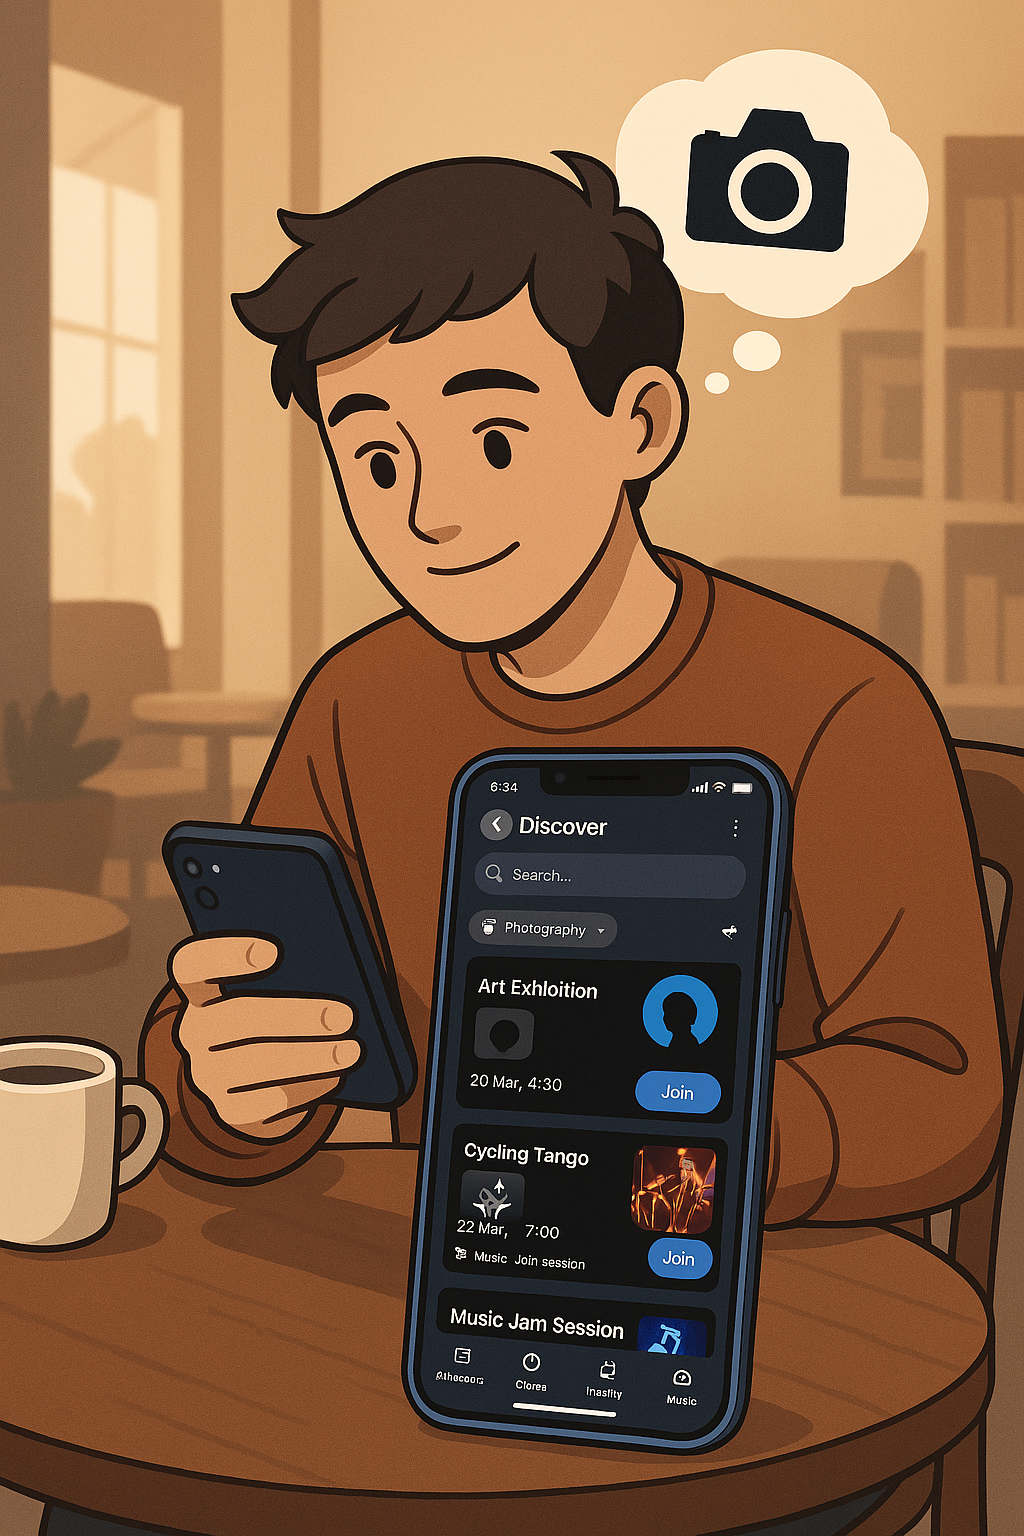 6:34
Discover
Search...
Photography
Art Exhloition
20 Mar, 4:30
Join
Cycling Tango
22 Mar, 7:00
Music Join session
Join
Music Jam Session
Clorea
Inasfity
Music